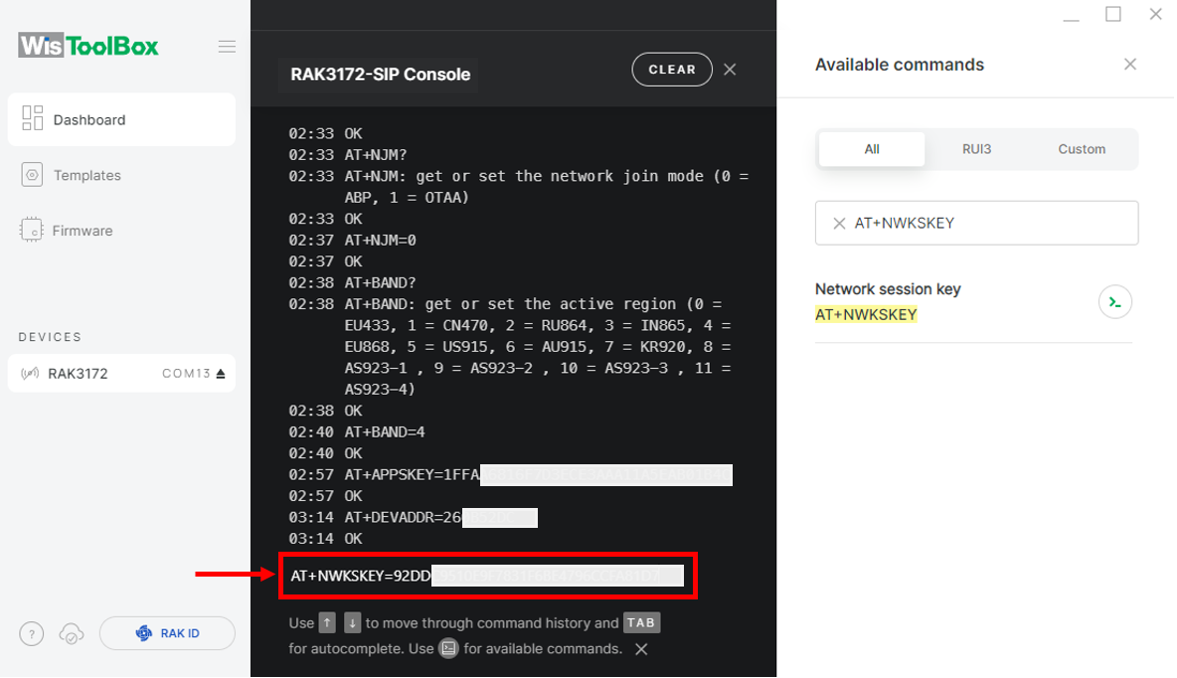 WisToolBox
Dashboard
Templates
Firmware
DEVICES
RAK3172 COM13
?
RAK ID
RAK3172-SIP Console
CLEAR
02:33 OK
02:33 AT+NJM?
02:33 AT+NJM: get or set the network join mode (0 =
ABP, 1 = OTAA)
02:33 OK
02:37 AT+NJM=0
02:37 OK
02:38 AT+BAND?
02:38 AT+BAND: get or set the active region (0 =
EU433, 1 = CN470, 2 = RU864, 3 = IN865, 4 =
EU868, 5 = US915, 6 = AU915, 7 = KR920, 8 =
AS923-1 , 9 = AS923-2 , 10 = AS923-3 , 11 =
AS923-4)
02:38 OK
02:40 AT+BAND=4
02:40 OK
02:57 AT+APPSKEY=1FFA
02:57 OK
03:14 AT+DEVADDR=26
03:14 OK
AT+NWKSKEY=92DD
Use ↑ ↓ to move through command history and TAB
for autocomplete. Use for available commands.
Available commands
All RUI3 Custom
AT+NWKSKEY
Network session key
AT+NWKSKEY